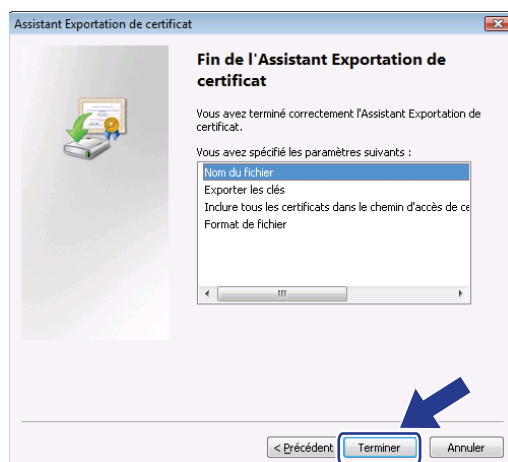 Assistant Exportation de certificat
Fin de l'Assistant Exportation de
certificat
Vous avez terminé correctement l'Assistant Exportation de
certificat.
Vous avez spécifié les paramètres suivants :
Nom du fichier
Exporter les clés
Inclure tous les certificats dans le chemin d'accès de ce
Format de fichier
< Précédent
Terminer
Annuler